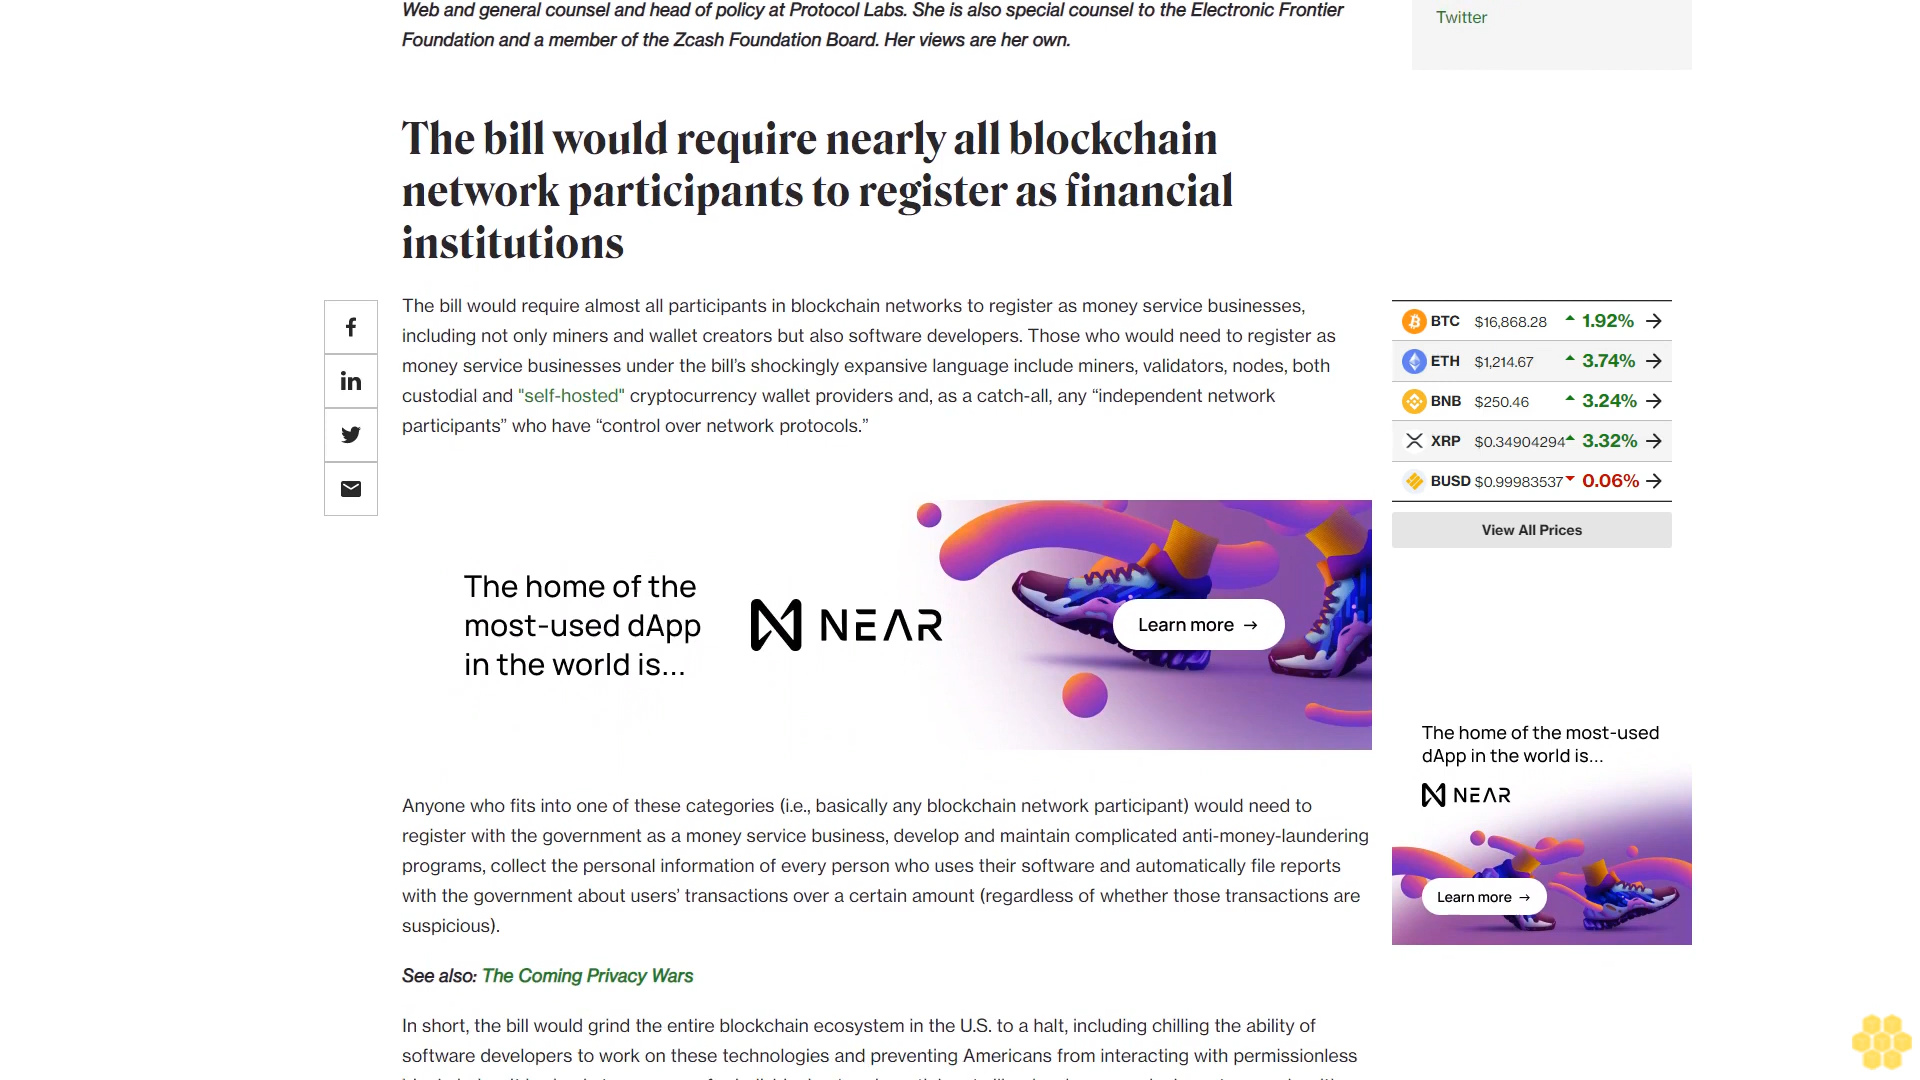 Web and general counsel and head of policy at Protocol Labs. She is also special counsel to the Electronic Frontier
Foundation and a member of the Zcash Foundation Board. Her views are her own.
Twitter
The bill would require nearly all blockchain
network participants to register as financial
institutions
The bill would require almost all participants in blockchain networks to register as money service businesses,
including not only miners and wallet creators but also software developers. Those who would need to register as
money service businesses under the bill’s shockingly expansive language include miners, validators, nodes, both
custodial and "self-hosted" cryptocurrency wallet providers and, as a catch-all, any “independent network
participants” who have “control over network protocols.”
BTC $16,868.28 1.92%
ETH $1,214.67 3.74%
BNB $250.46 3.24%
XRP $0.34904294 3.32%
BUSD $0.99983537 0.06%
View All Prices
The home of the
most-used dApp
in the world is...
NEAR
Learn more →
The home of the most-used
dApp in the world is...
NEAR
Learn more →
Anyone who fits into one of these categories (i.e., basically any blockchain network participant) would need to
register with the government as a money service business, develop and maintain complicated anti-money-laundering
programs, collect the personal information of every person who uses their software and automatically file reports
with the government about users’ transactions over a certain amount (regardless of whether those transactions are
suspicious).
See also: The Coming Privacy Wars
In short, the bill would grind the entire blockchain ecosystem in the U.S. to a halt, including chilling the ability of
software developers to work on these technologies and preventing Americans from interacting with permissionless